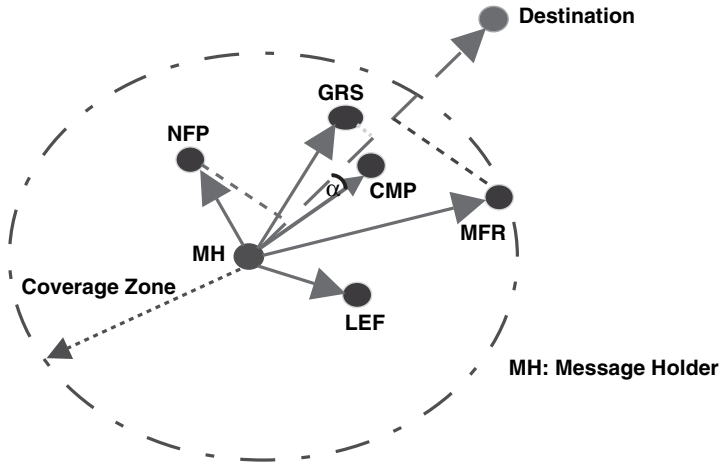 Destination
GRS
NFP
α
CMP
MFR
MH
Coverage Zone
LEF
MH: Message Holder